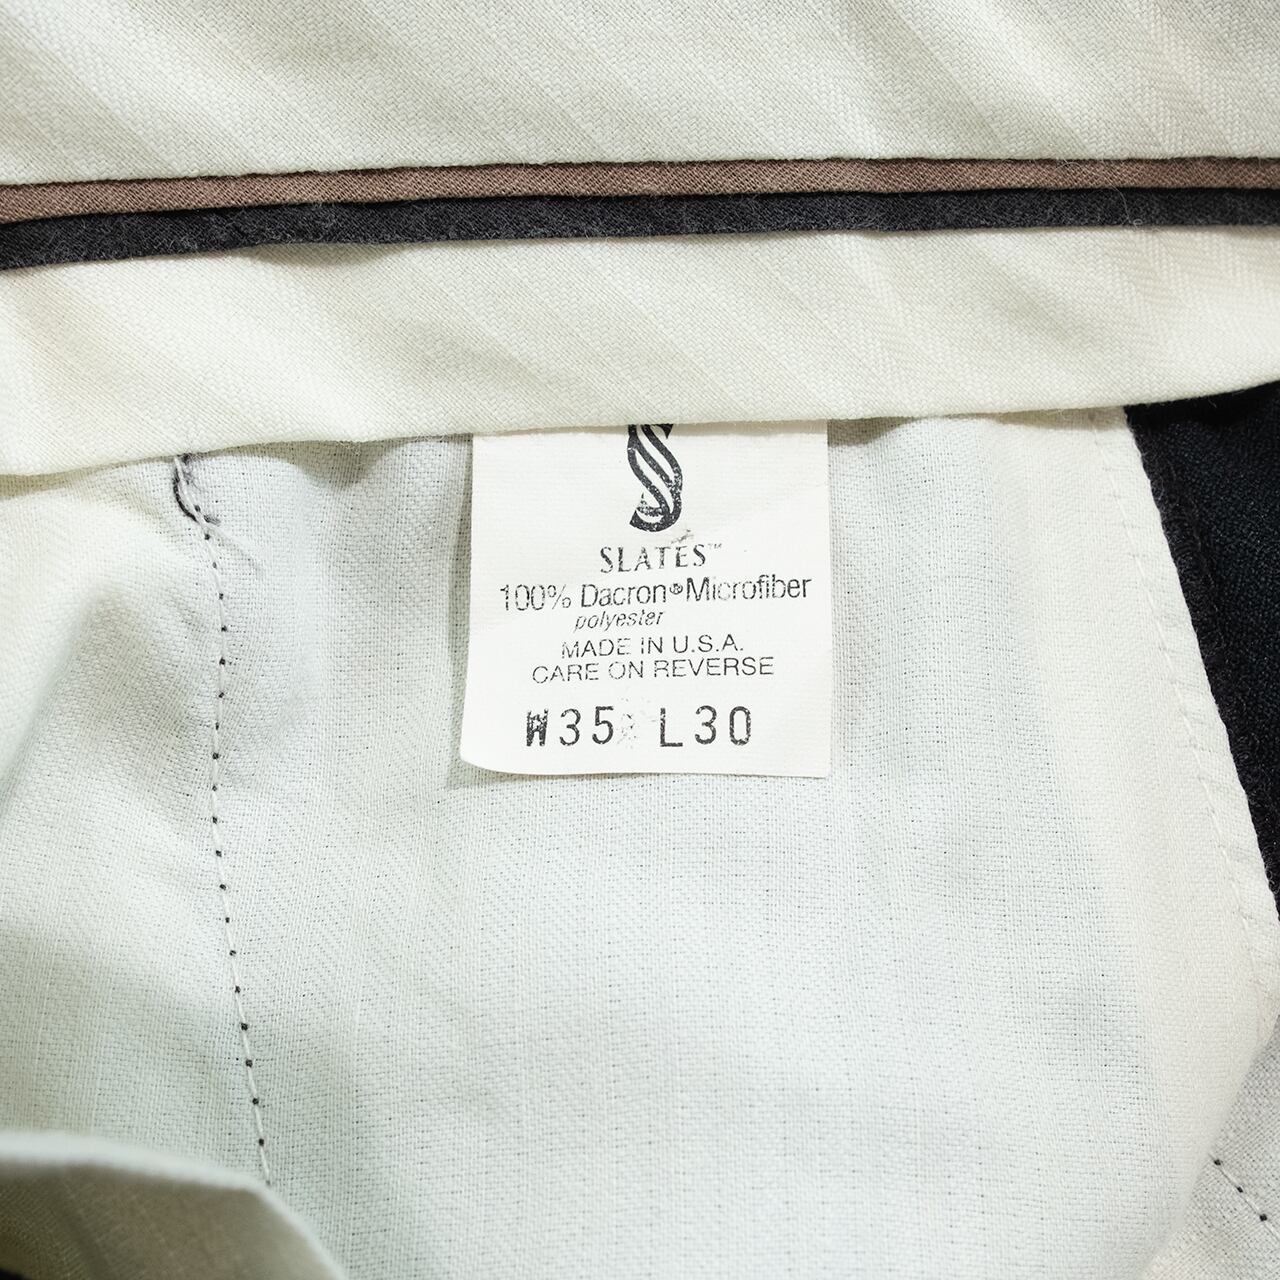 SLATES™
100% Dacron® Microfiber
polyester
MADE IN U.S.A.
CARE ON REVERSE
W35 L30